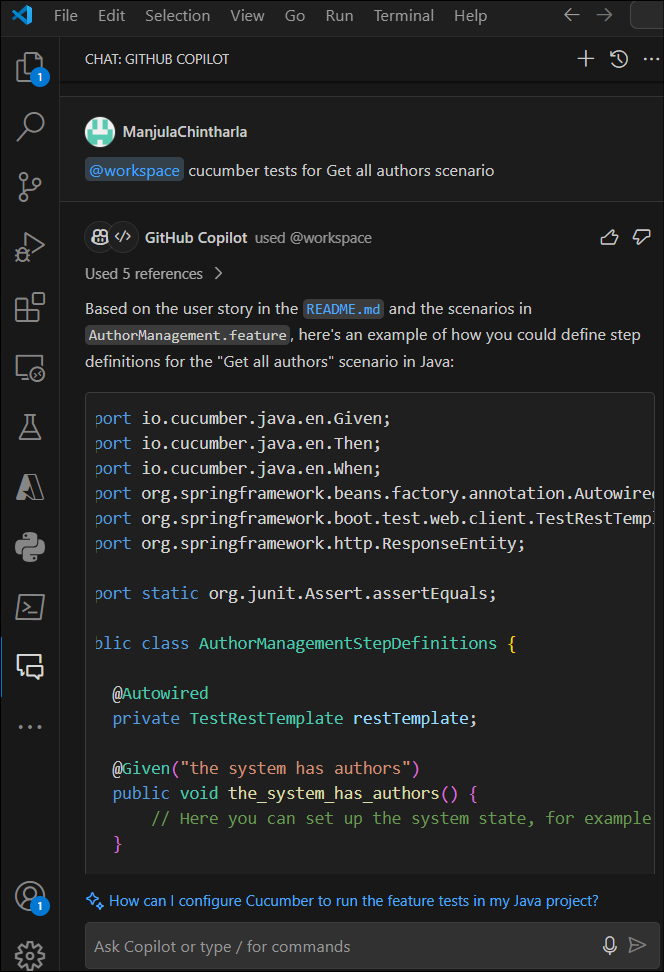 File Edit Selection View Go Run Terminal Help
CHAT: GITHUB COPILOT
1
ManjulaChintharla
@workspace cucumber tests for Get all authors scenario
GitHub Copilot used @workspace
Used 5 references
Based on the user story in the README.md and the scenarios in
AuthorManagement.feature, here's an example of how you could define step
definitions for the "Get all authors" scenario in Java:
port io.cucumber.java.en.Given;
port io.cucumber.java.en.Then;
port io.cucumber.java.en.When;
port org.springframework.beans.factory.annotation.Autowired
port org.springframework.boot.test.web.client.TestRestTempl
port org.springframework.http.ResponseEntity;
port static org.junit.Assert.assertEquals;
blic class AuthorManagementStepDefinitions {
@Autowired
private TestRestTemplate restTemplate;
@Given("the system has authors")
public void the_system_has_authors() {
// Here you can set up the system state, for example
}
1
How can I configure Cucumber to run the feature tests in my Java project?
Ask Copilot or type / for commands